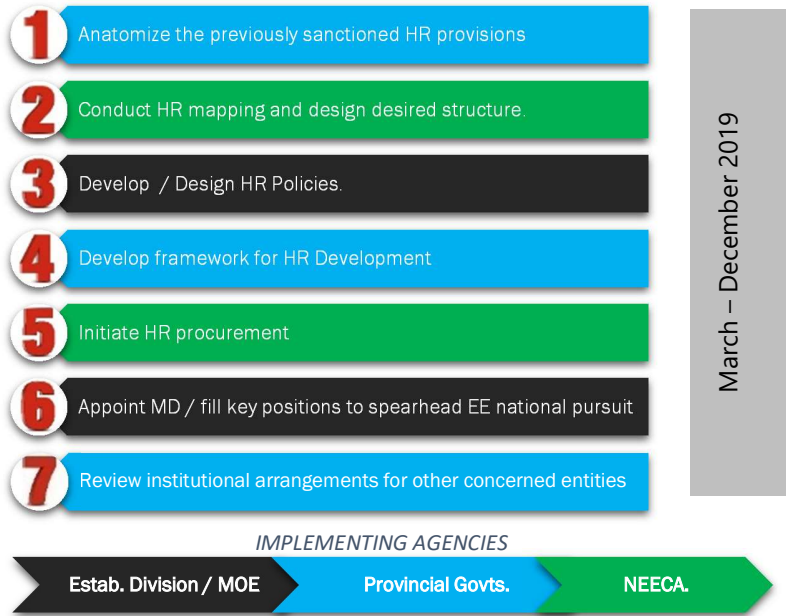 1 Anatomize the previously sanctioned HR provisions
2 Conduct HR mapping and design desired structure.
3 Develop / Design HR Policies.
4 Develop framework for HR Development
5 Initiate HR procurement
6 Appoint MD / fill key positions to spearhead EE national pursuit
7 Review institutional arrangements for other concerned entities
March – December 2019
IMPLEMENTING AGENCIES
Estab. Division / MOE Provincial Govts. NEECA.